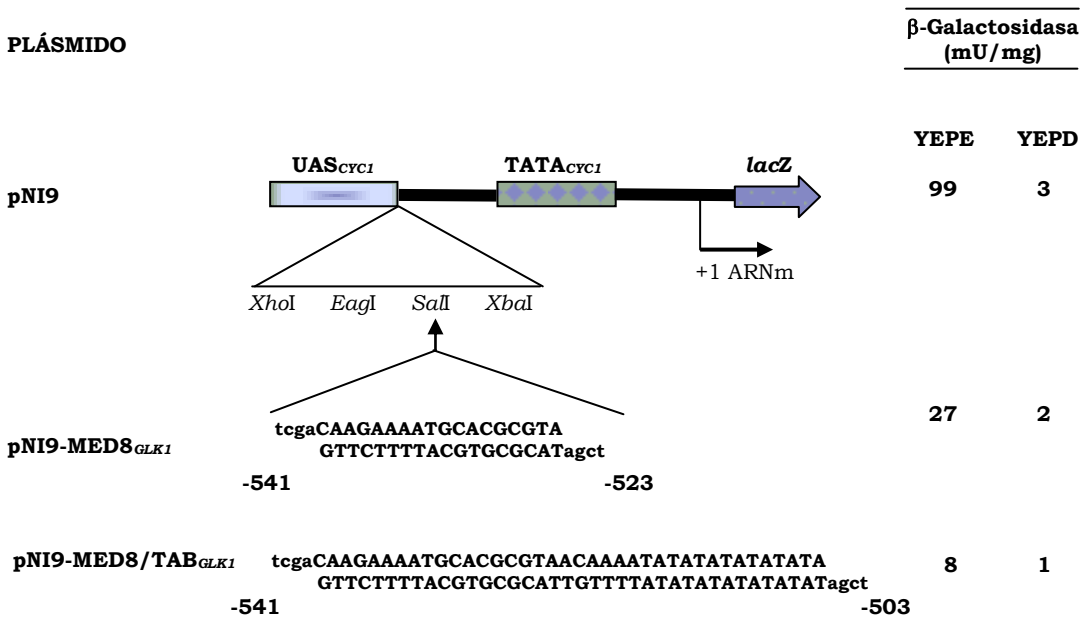 PLÁSMIDO
β-Galactosidasa
(mU/mg)
YEPE YEPD
UASCYC1 TATACYC1 lacZ
pNI9 99 3
+1 ARNm
XhoI EagI SalI XbaI
pNI9-MED8GLK1 27 2
tcgaCAAGAAAATGCACGCGTA
GTTCTTTTACGTGCGCATagct
-541 -523
pNI9-MED8/TABGLK1 tcgaCAAGAAAATGCACGCGTAACAAAATATATATATATATA 8 1
GTTCTTTTACGTGCGCATTGTTTTATATATATATATATagct
-541 -503